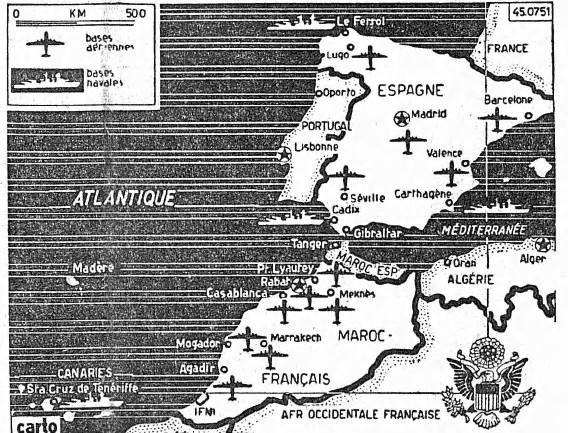 0 KM 500
45.0751
bases
aériennes
bases
navales
Le Ferrol
Lugo
FRANCE
Oporto
ESPAGNE
Barcelone
Madrid
PORTUGAL
Lisbonne
Valence
ATLANTIQUE
Séville
Carthagène
Cadix
Gibraltar
MÉDITERRANÉE
Tanger
MAROC ESP.
Oran
Alger
Madère
Pt Lyautey
Rabat
ALGÉRIE
Casablanca
Meknès
Mogador
Marrakech
MAROC-
Agadir
CANARIES
FRANÇAIS
Sta. Cruz de Ténériffe
IFNI
AFR OCCIDENTALE FRANÇAISE
carto